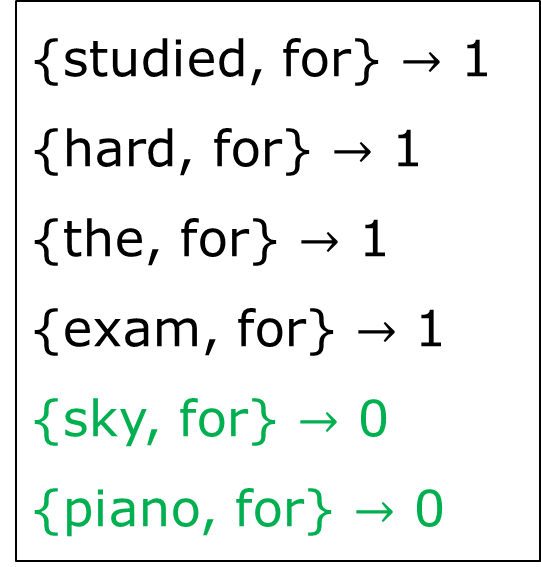 {studied, for} → 1
{hard, for} → 1
{the, for} → 1
{exam, for} → 1
{sky, for} → 0
{piano, for} → 0